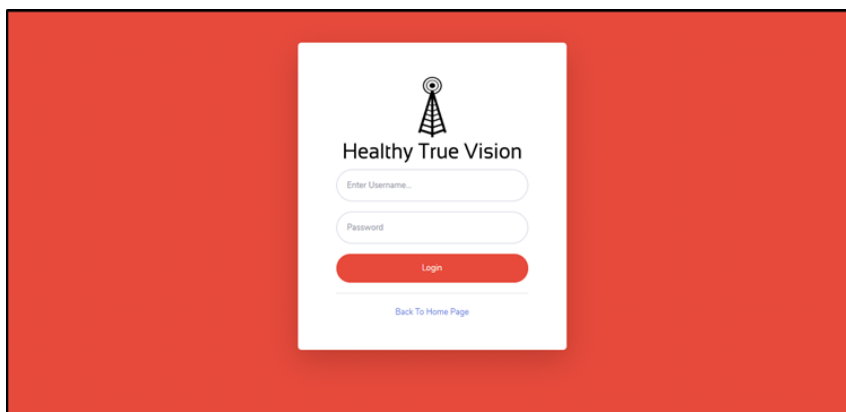 Healthy True Vision
Enter Username...
Password
Login
Back To Home Page